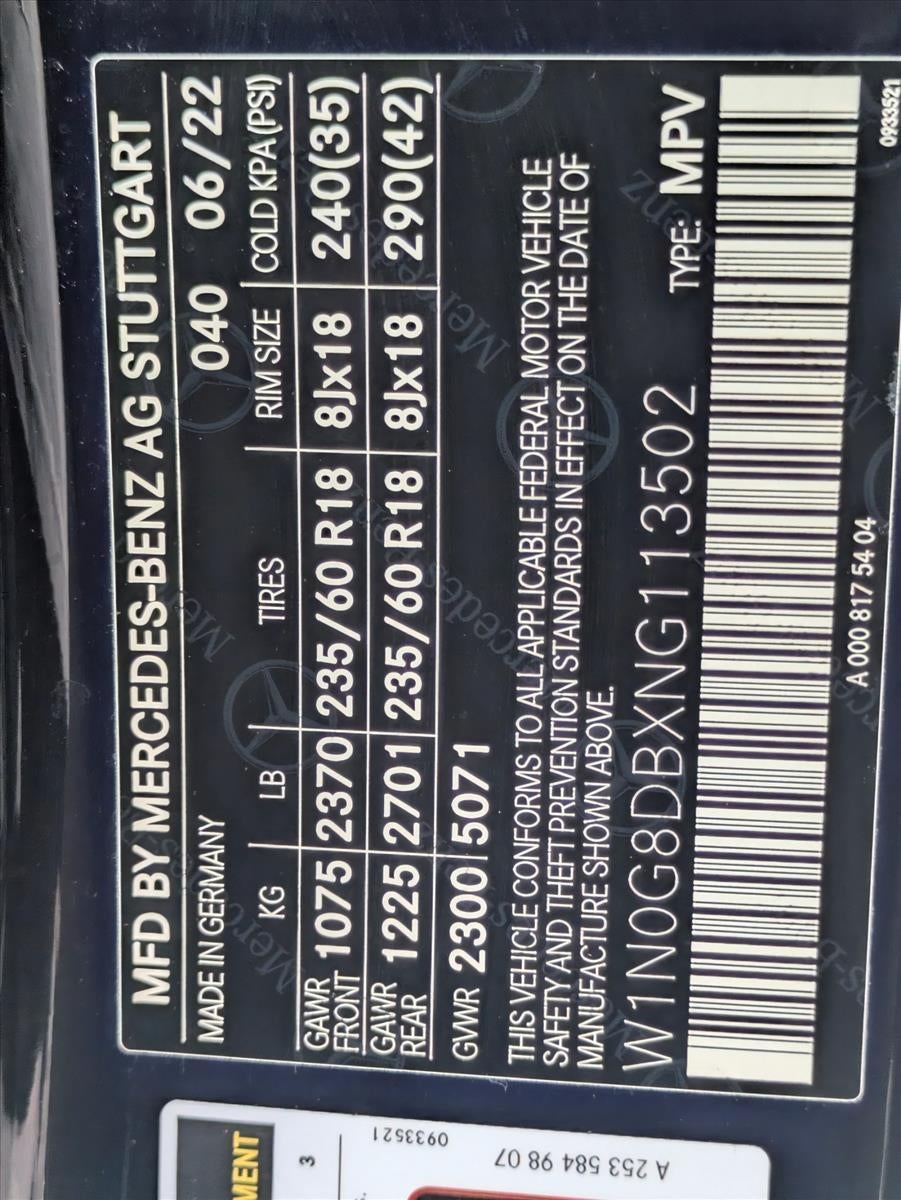 MFD BY MERCEDES-BENZ AG STUTTGART
MADE IN GERMANY 040 06/22
KG LB TIRES RIM SIZE COLD KPA (PSI)
GAWR FRONT 1075 2370 235/60 R18 8Jx18 240(35)
GAWR REAR 1225 2701 235/60 R18 8Jx18 290(42)
GVWR 2300 5071
THIS VEHICLE CONFORMS TO ALL APPLICABLE FEDERAL MOTOR VEHICLE
SAFETY AND THEFT PREVENTION STANDARDS IN EFFECT ON THE DATE OF
MANUFACTURE SHOWN ABOVE.
W1N0G8DBXNG113502 TYPE: MPV
A 000 817 54 04
0933521
MENT
3
0933521
A 253 584 98 07